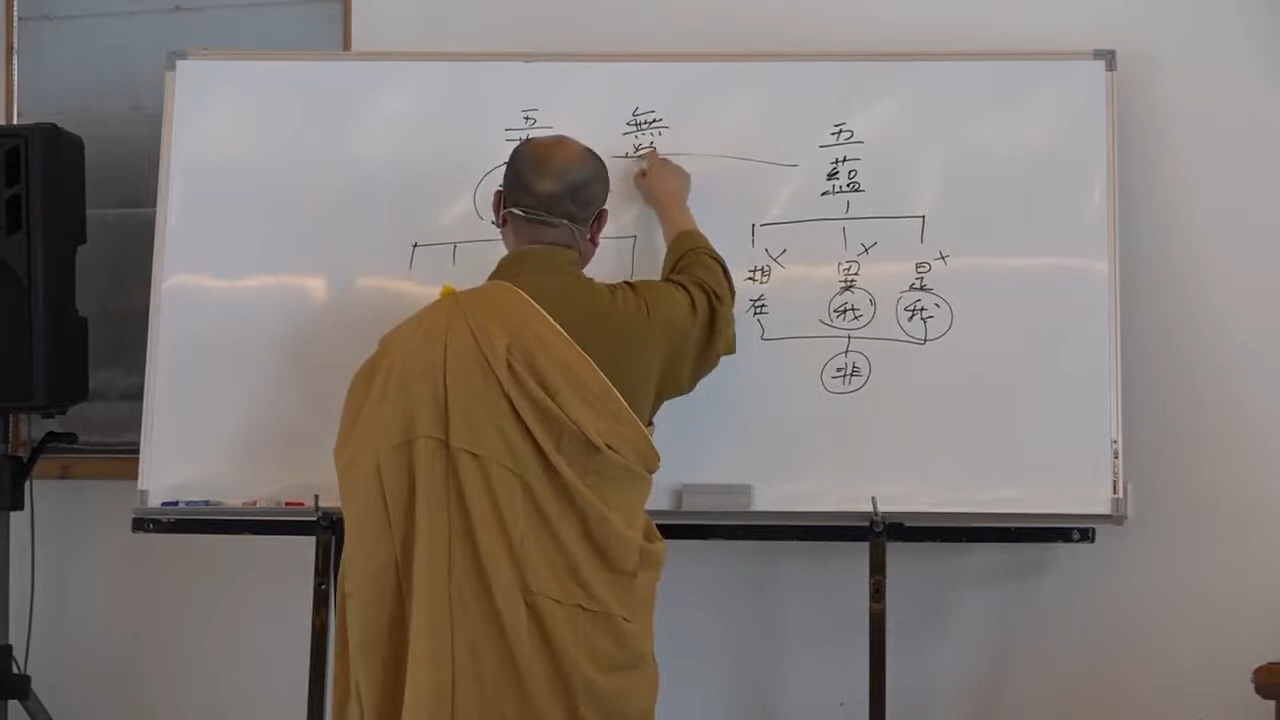 五蘊
是我
異我
相在
非
無
五